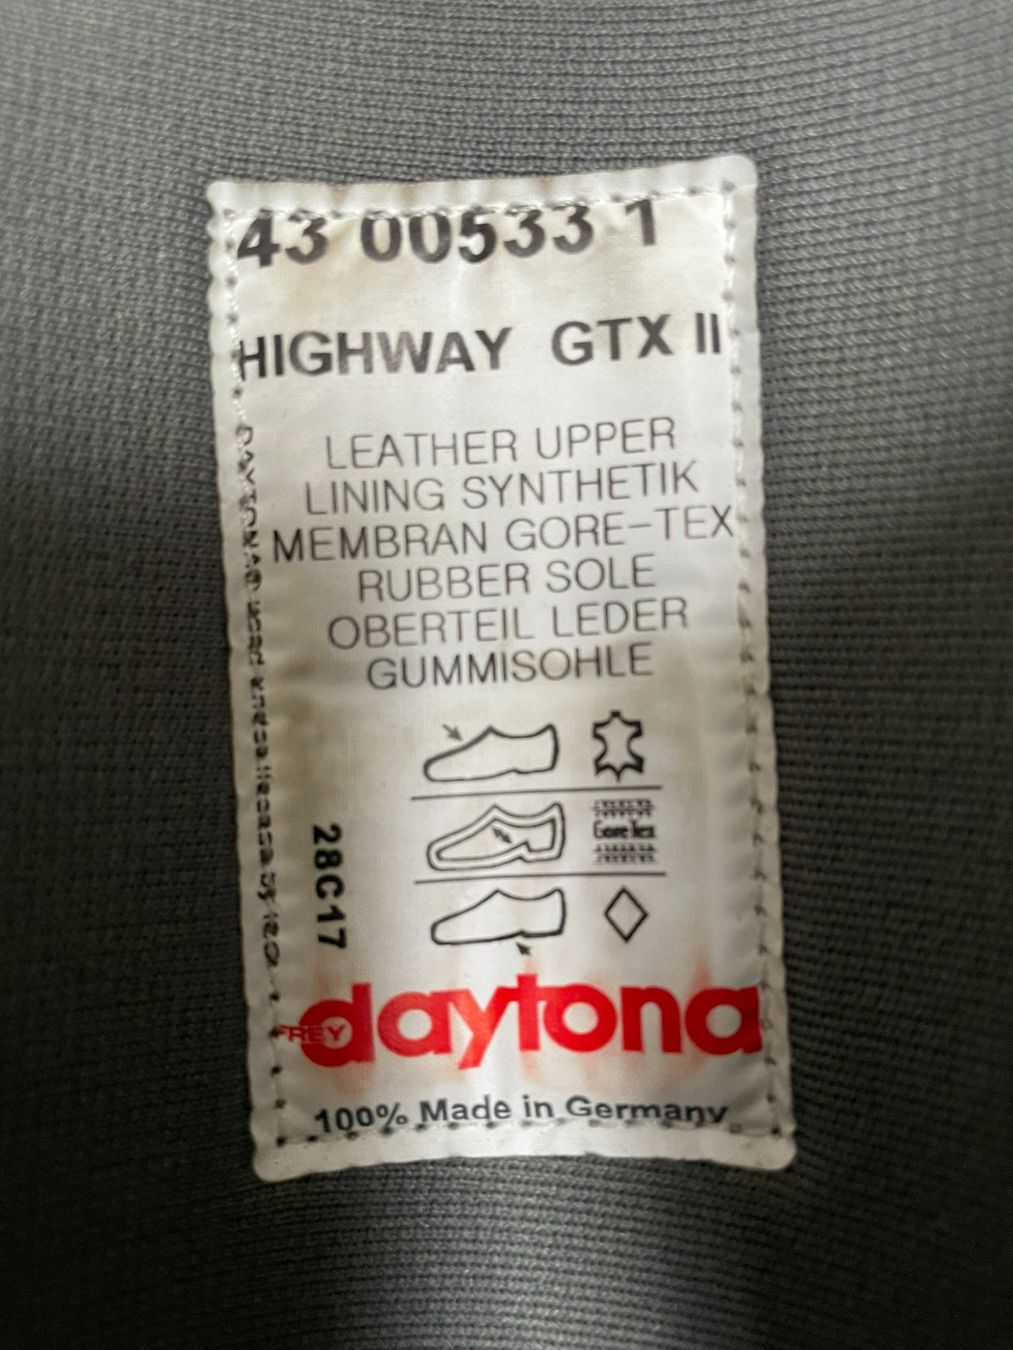 43 00533 1
HIGHWAY GTX II
LEATHER UPPER
LINING SYNTHETIK
MEMBRAN GORE-TEX
RUBBER SOLE
OBERTEIL LEDER
GUMMISOHLE
Gore Tex
28C17
FREY daytona
100% Made in Germany